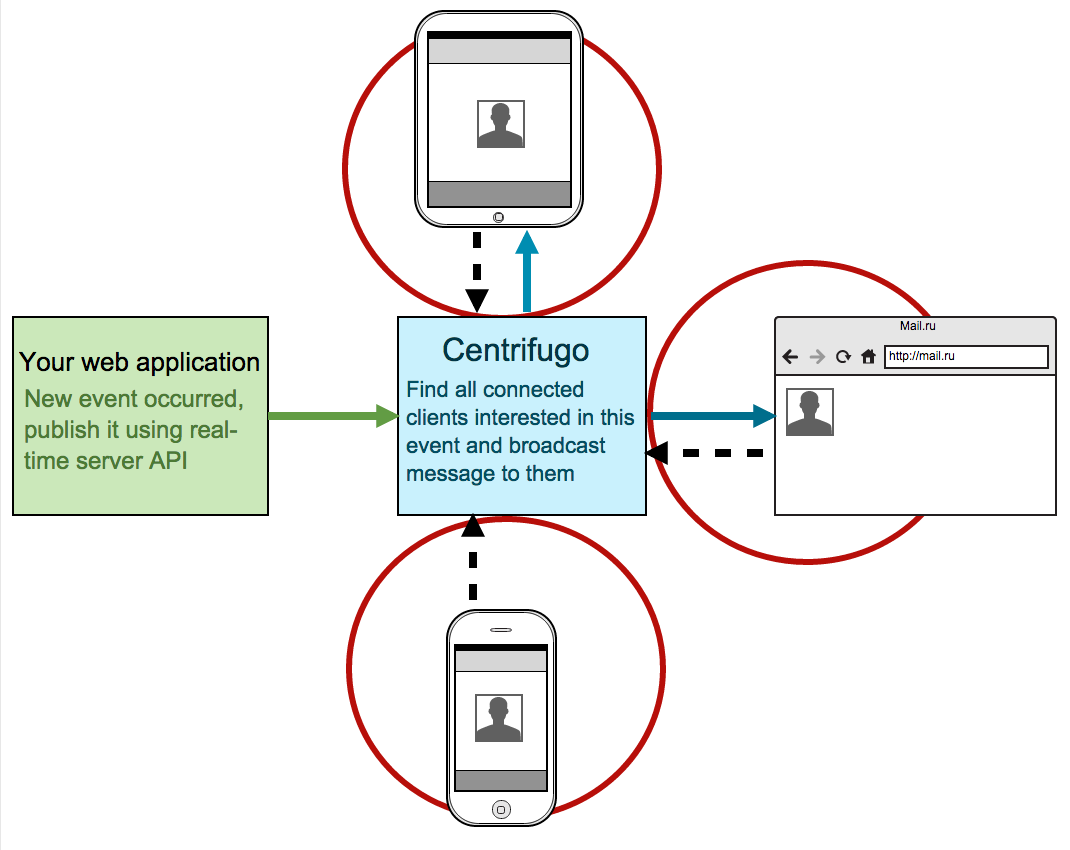 Your web application
New event occurred,
publish it using real-
time server API
Centrifugo
Find all connected
clients interested in this
event and broadcast
message to them
Mail.ru
http://mail.ru